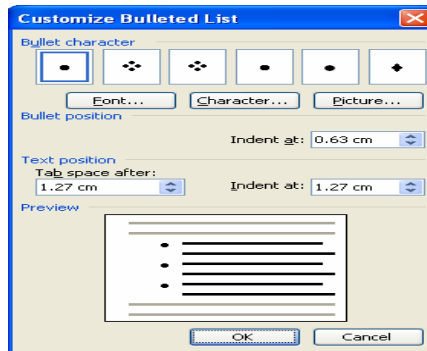 Customize Bulleted List
Bullet character
Font... Character... Picture...
Bullet position
Indent at: 0.63 cm
Text position
Tab space after:
1.27 cm Indent at: 1.27 cm
Preview
OK Cancel